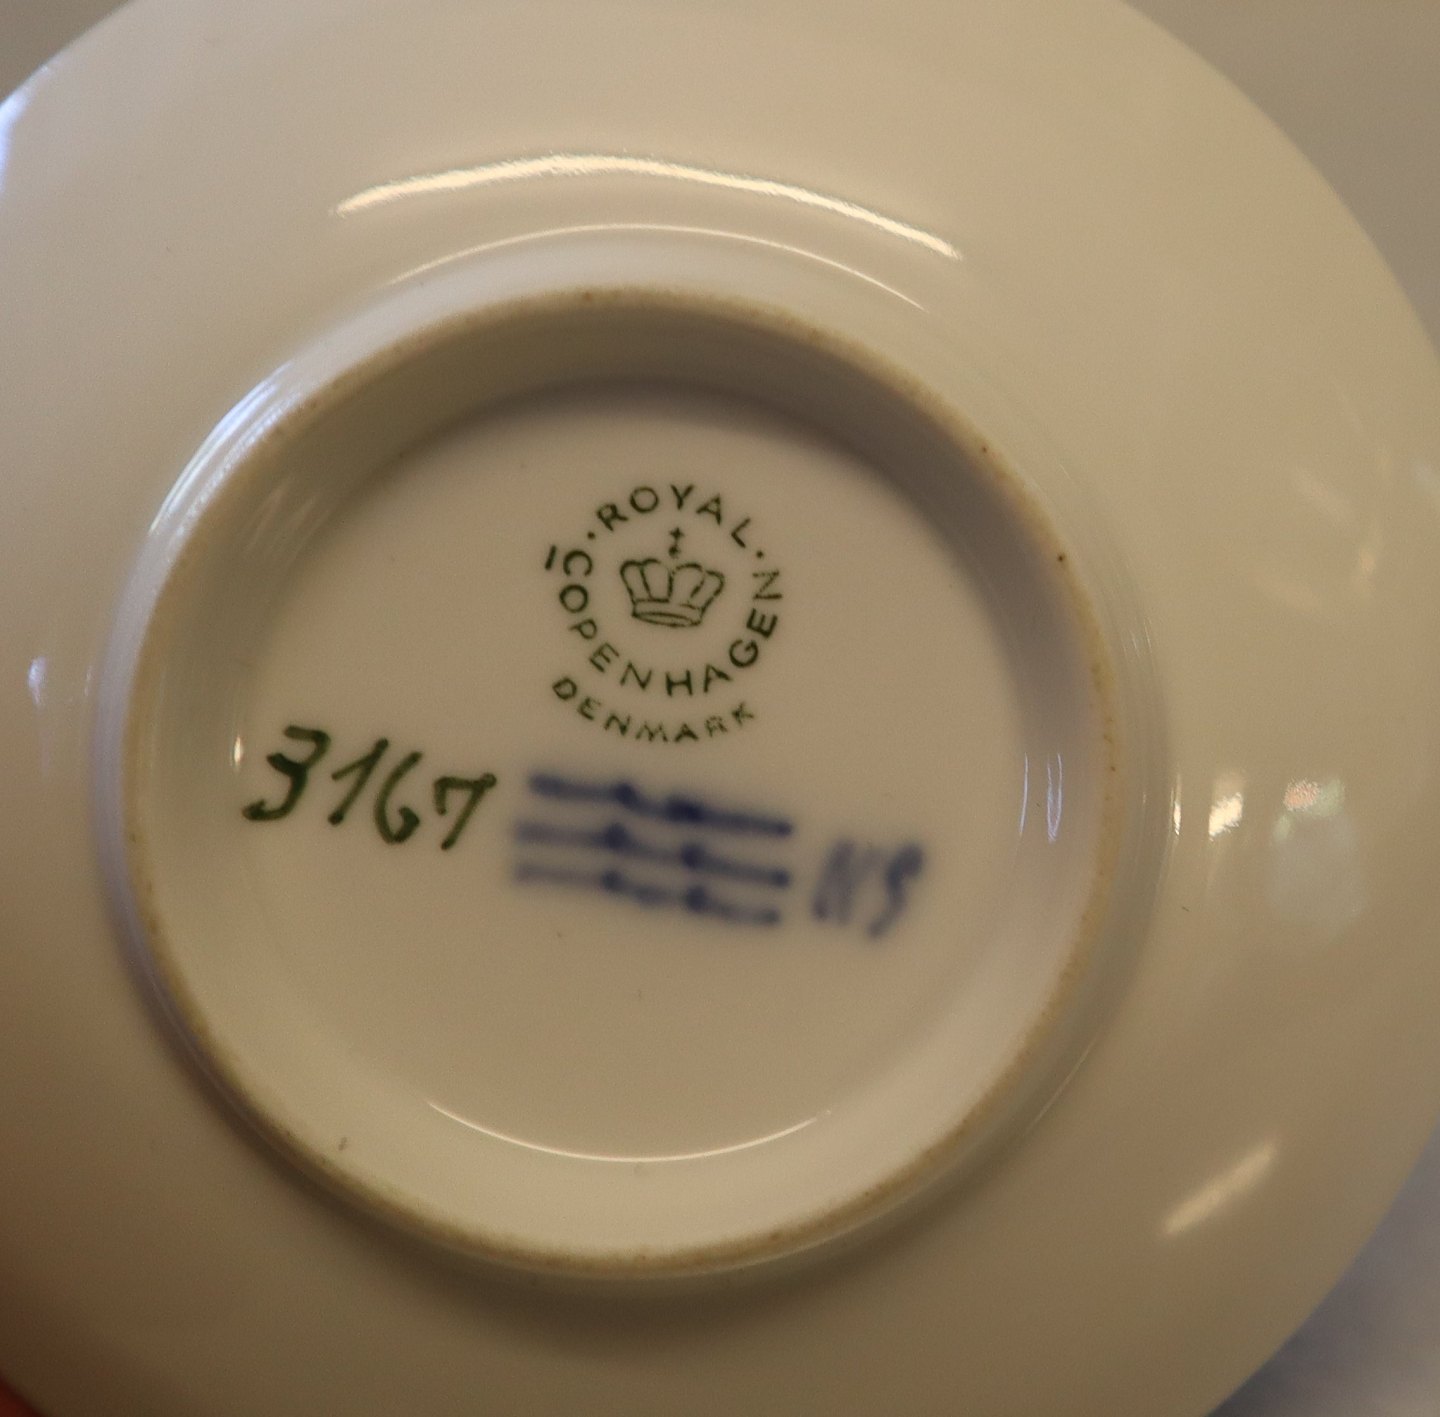 ROYAL
COPENHAGEN
DENMARK
3167